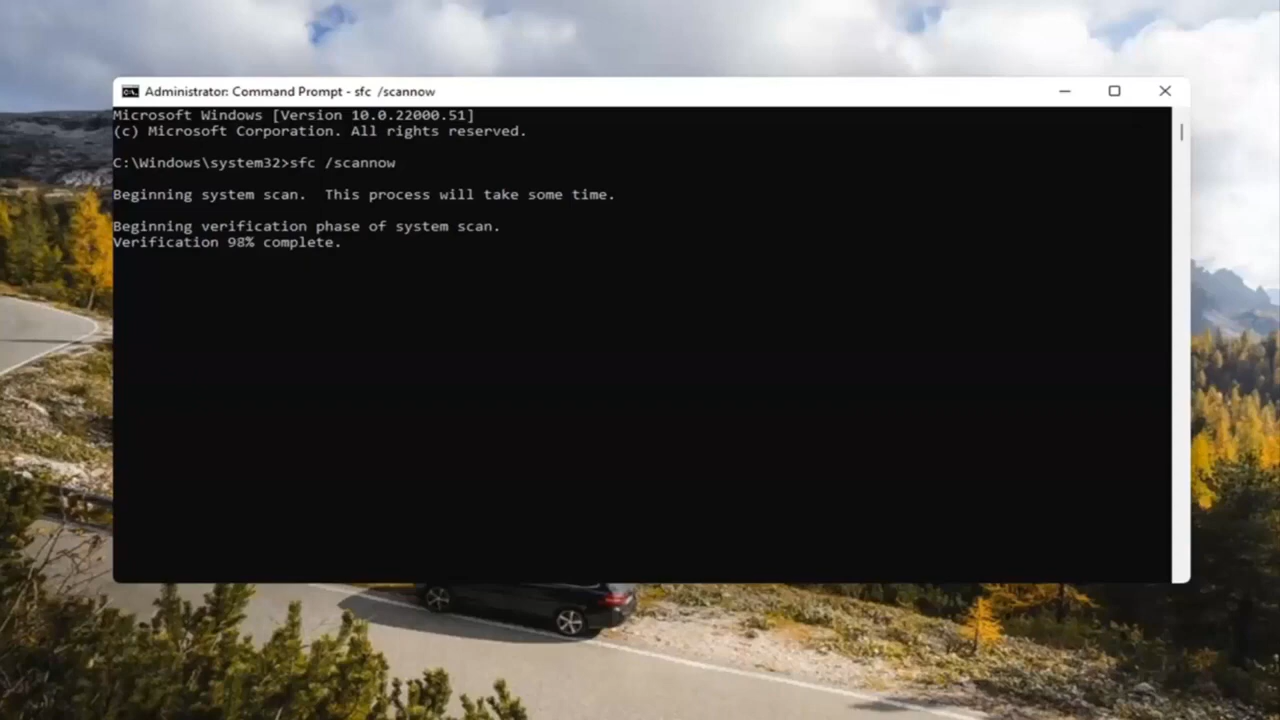 Administrator: Command Prompt - sfc /scannow
Microsoft Windows [Version 10.0.22000.51]
(c) Microsoft Corporation. All rights reserved.
C:\Windows\system32>sfc /scannow
Beginning system scan.  This process will take some time.
Beginning verification phase of system scan.
Verification 98% complete.